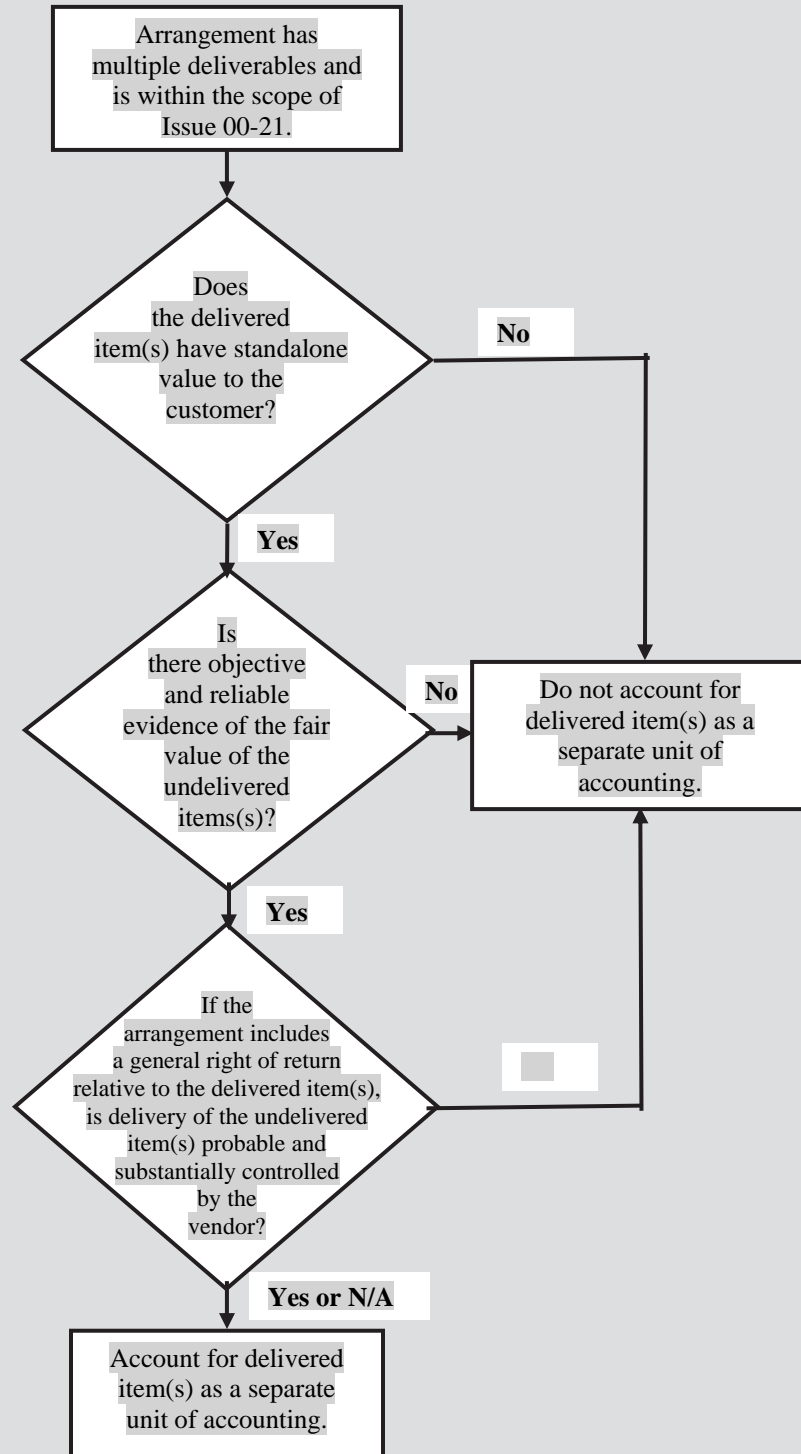 Arrangement has
multiple deliverables and
is within the scope of
Issue 00-21.
Does
the delivered
item(s) have standalone
value to the
customer?
No
Yes
Is
there objective
and reliable
evidence of the fair
value of the
undelivered
items(s)?
No
Do not account for
delivered item(s) as a
separate unit of
accounting.
Yes
If the
arrangement includes
a general right of return
relative to the delivered item(s),
is delivery of the undelivered
item(s) probable and
substantially controlled
by the
vendor?
Yes or N/A
Account for delivered
item(s) as a separate
unit of accounting.